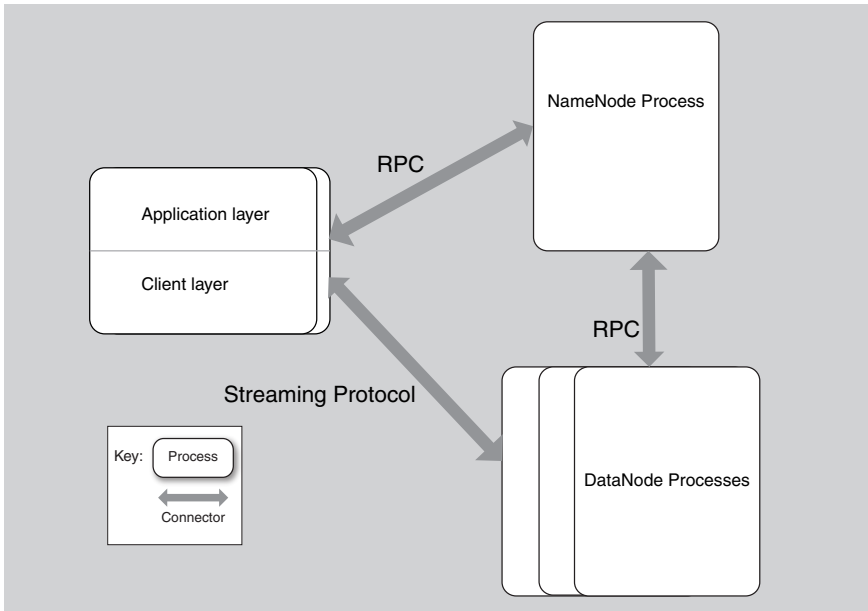 NameNode Process
RPC
Application layer
Client layer
RPC
Streaming Protocol
DataNode Processes
Key:
Process
Connector